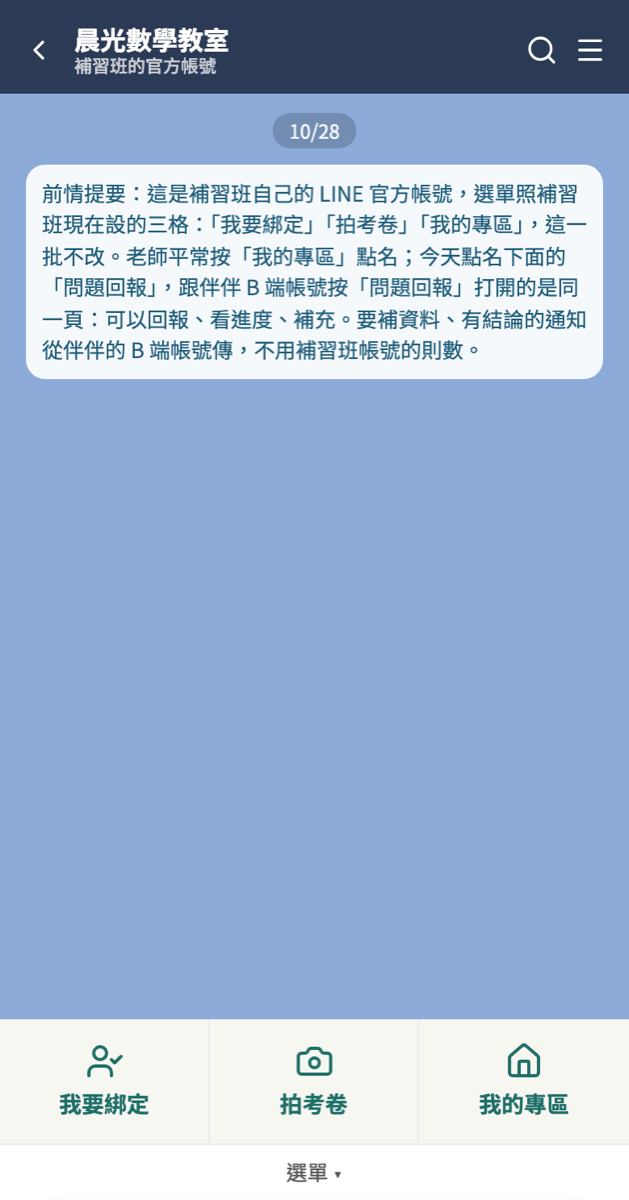 晨光數學教室
補習班的官方帳號
10/28
前情提要：這是補習班自己的 LINE 官方帳號，選單照補習
班現在設的三格：「我要綁定」「拍考卷」「我的專區」，這一
批不改。老師平常按「我的專區」點名；今天點名下面的
「問題回報」，跟伴伴 B 端帳號按「問題回報」打開的是同
一頁：可以回報、看進度、補充。要補資料、有結論的通知
從伴伴的 B 端帳號傳，不用補習班帳號的則數。
我要綁定
拍考卷
我的專區
選單 ▾